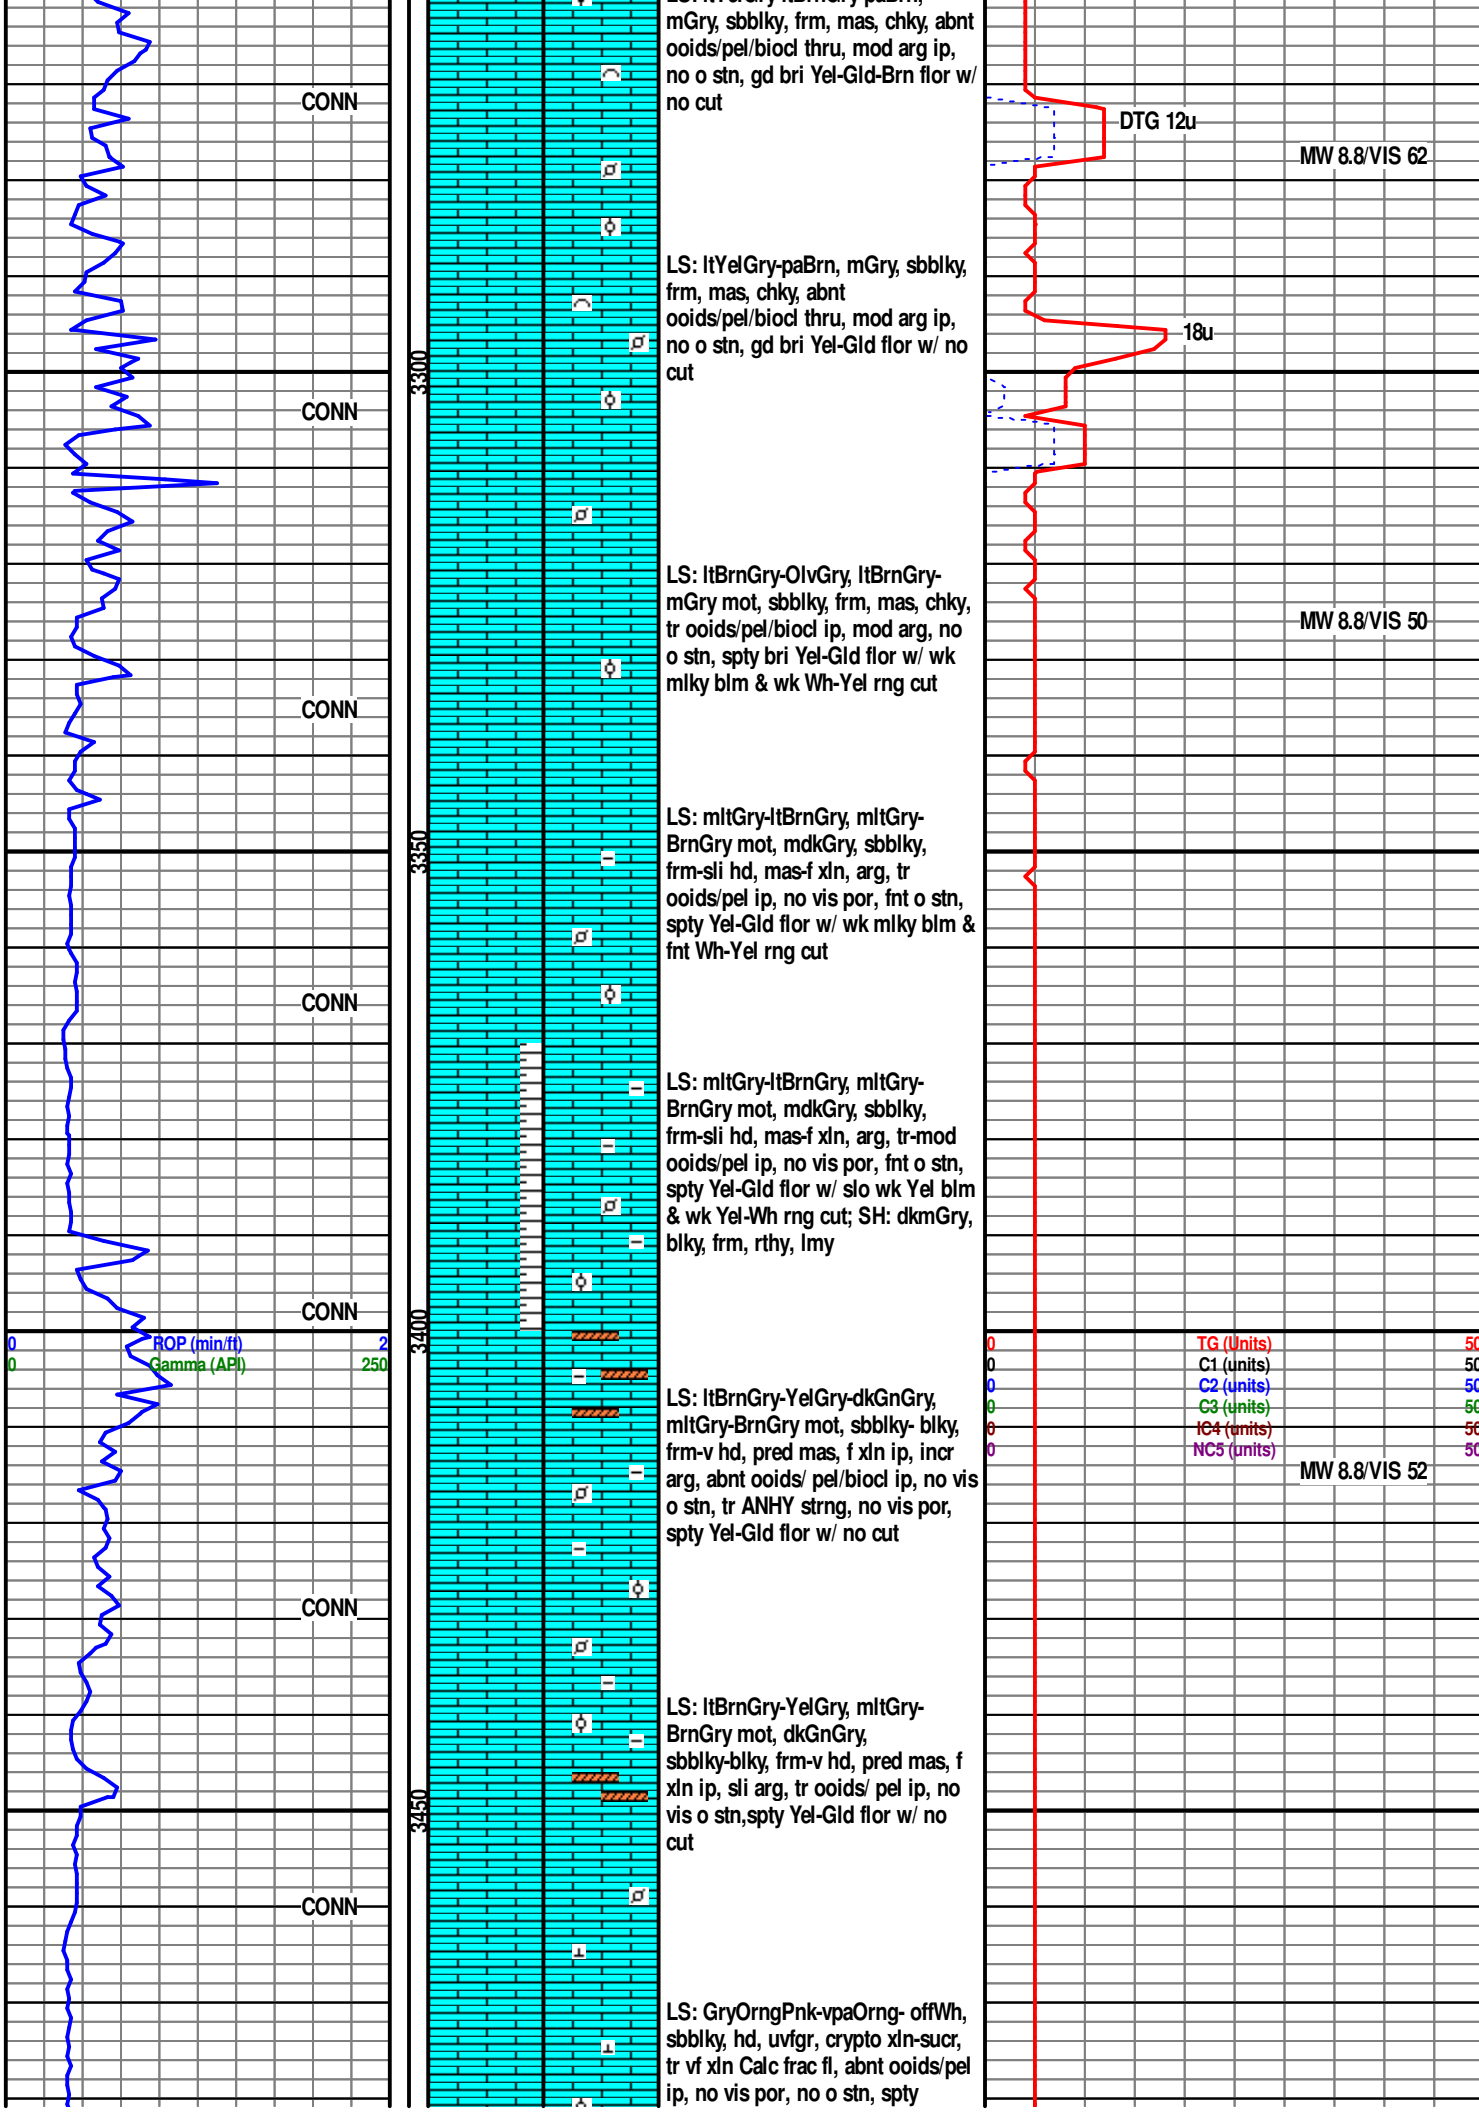 mGry, sbblky, frm, mas, chky, abnt
ooids/pel/biocl thru, mod arg ip,
no o stn, gd bri Yel-Gld-Brn flor w/
no cut
CONN
DTG 12u
MW 8.8/VIS 62
LS: ltYelGry-paBrn, mGry, sbblky,
frm, mas, chky, abnt
ooids/pel/biocl thru, mod arg ip,
no o stn, gd bri Yel-Gld flor w/ no
cut
18u
3300
CONN
LS: ltBrnGry-OlvGry, ltBrnGry-
mGry mot, sbblky, frm, mas, chky,
tr ooids/pel/biocl ip, mod arg, no
o stn, spty bri Yel-Gld flor w/ wk
mlky blm & wk Wh-Yel rng cut
MW 8.8/VIS 50
CONN
LS: mltGry-ltBrnGry, mltGry-
BrnGry mot, mdkGry, sbblky,
frm-sli hd, mas-f xln, arg, tr
ooids/pel ip, no vis por, fnt o stn,
spty Yel-Gld flor w/ wk mlky blm &
fnt Wh-Yel rng cut
3350
CONN
LS: mltGry-ltBrnGry, mltGry-
BrnGry mot, mdkGry, sbblky,
frm-sli hd, mas-f xln, arg, tr-mod
ooids/pel ip, no vis por, fnt o stn,
spty Yel-Gld flor w/ slo wk Yel blm
& wk Yel-Wh rng cut; SH: dkmGry,
blky, frm, rthy, lmy
CONN
3400
0 ROP (min/ft) 2
0 Gamma (API) 250
0 TG (Units) 50
0 C1 (units) 50
0 C2 (units) 50
0 C3 (units) 50
0 IC4 (units) 50
0 NC5 (units) 50
LS: ltBrnGry-YelGry-dkGnGry,
mltGry-BrnGry mot, sbblky- blky,
frm-v hd, pred mas, f xln ip, incr
arg, abnt ooids/ pel/biocl ip, no vis
o stn, tr ANHY strng, no vis por,
spty Yel-Gld flor w/ no cut
MW 8.8/VIS 52
CONN
LS: ltBrnGry-YelGry, mltGry-
BrnGry mot, dkGnGry,
sbblky-blky, frm-v hd, pred mas, f
xln ip, sli arg, tr ooids/ pel ip, no
vis o stn,spty Yel-Gld flor w/ no
cut
3450
CONN
LS: GryOrngPnk-vpaOrng- offWh,
sbblky, hd, uvfgr, crypto xln-sucr,
tr vf xln Calc frac fl, abnt ooids/pel
ip, no vis por, no o stn, spty